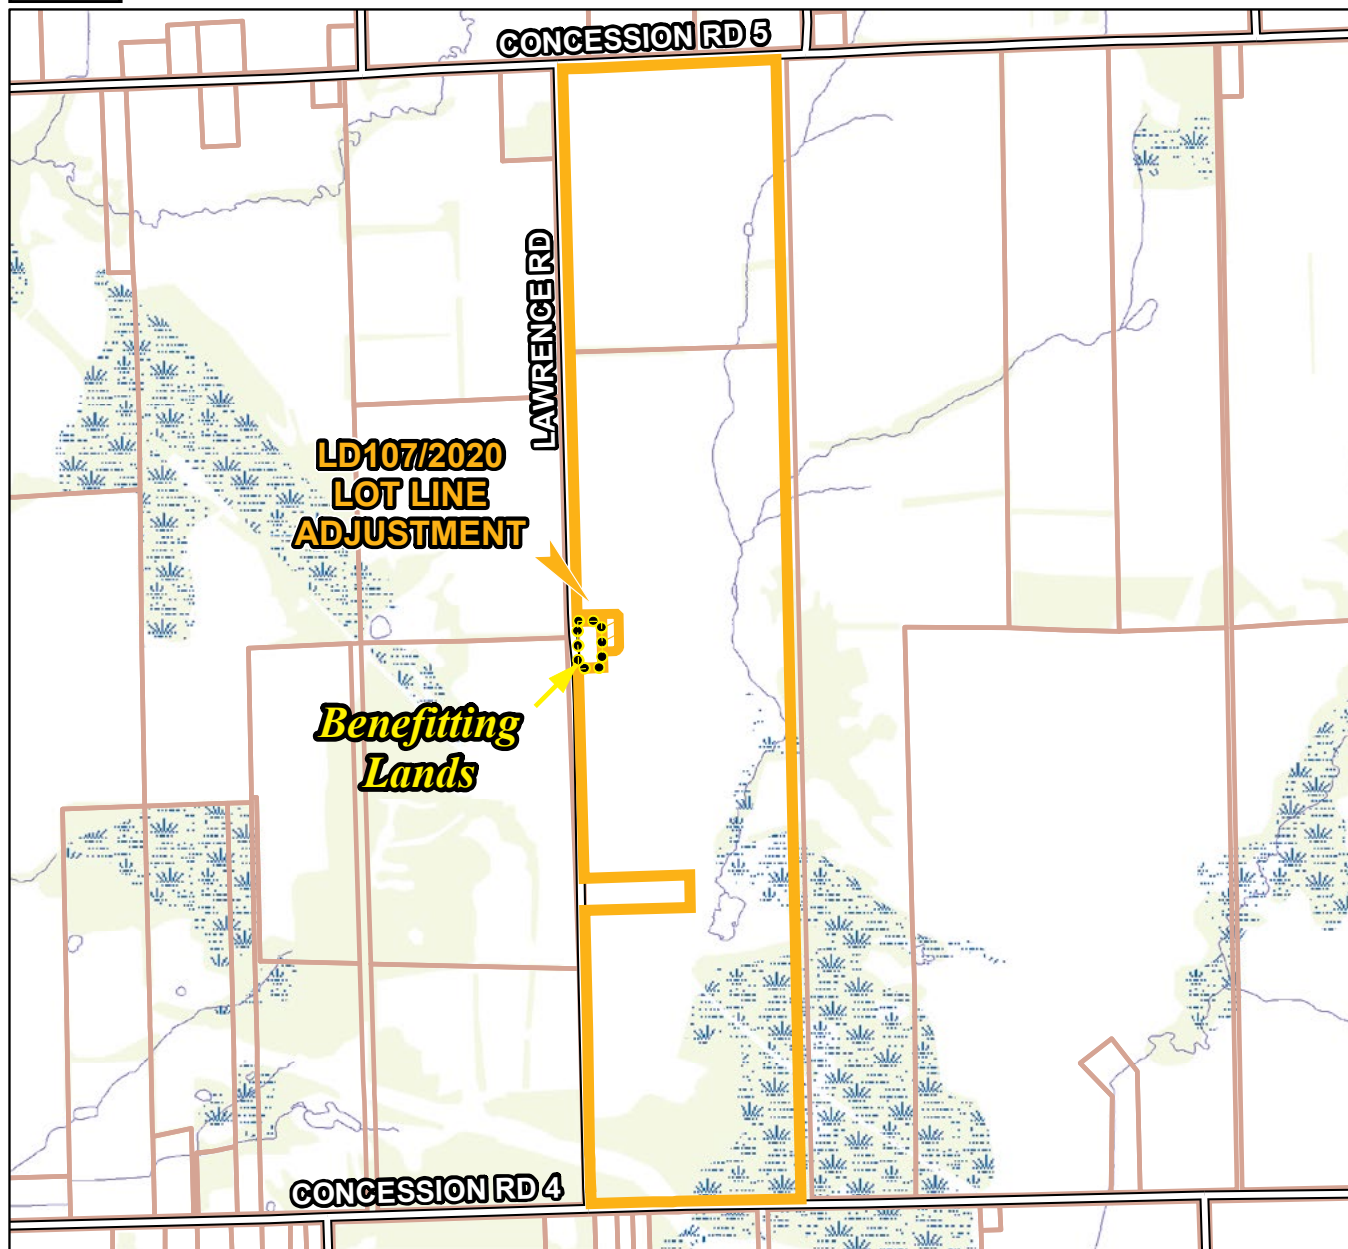 CONCESSION RD 5
LAWRENCE RD
LD107/2020
LOT LINE
ADJUSTMENT
Benefitting
Lands
CONCESSION RD 4